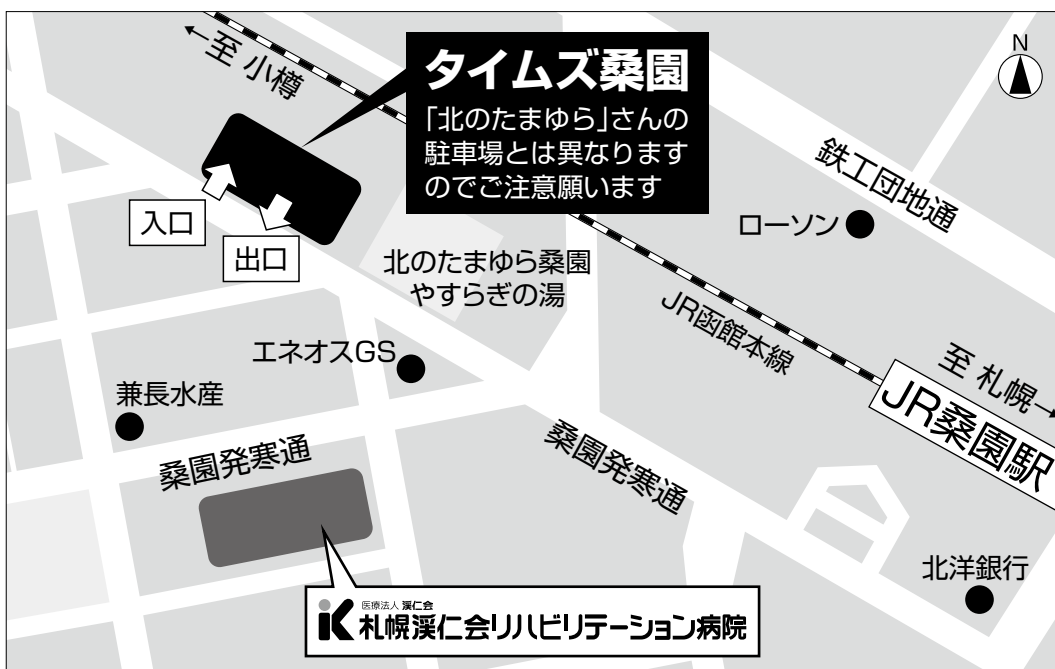 ←至 小樽
タイムズ桑園
「北のたまゆら」さんの
駐車場とは異なります
のでご注意願います
N
鉄工団地通
ローソン
入口
出口
北のたまゆら桑園
やすらぎの湯
JR函館本線
エネオスGS
至 札幌→
JR桑園駅
兼長水産
桑園発寒通
桑園発寒通
北洋銀行
医療法人 渓仁会
札幌渓仁会リハビリテーション病院